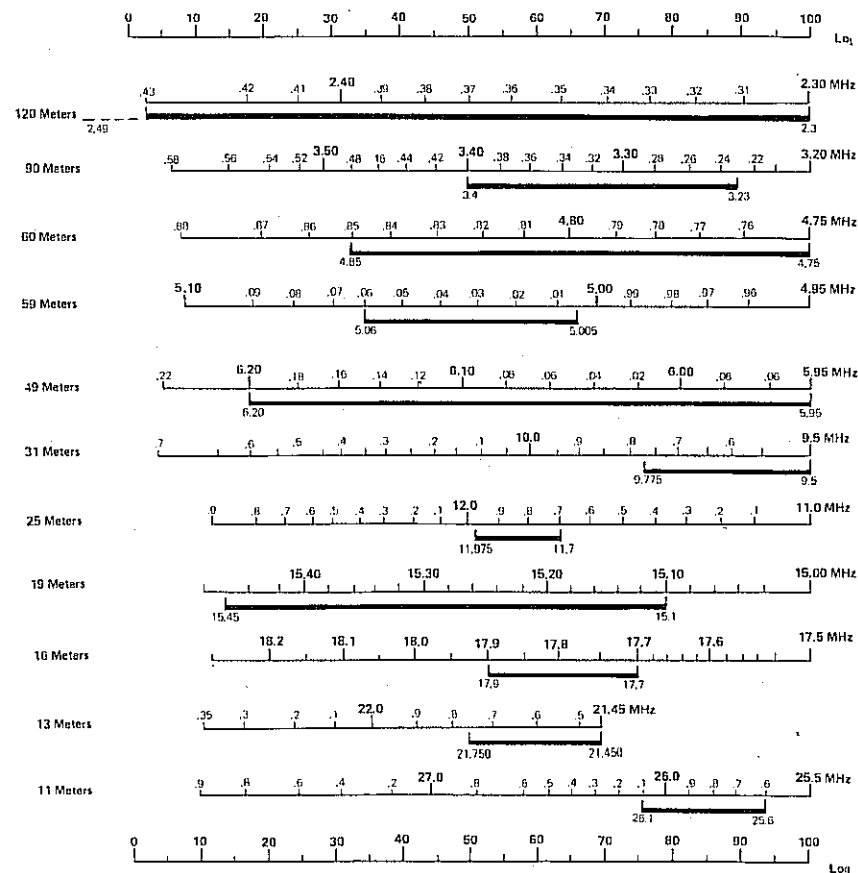 0 10 20 30 40 50 60 70 80 90 100
Log
.43 .42 .41 2.40 .39 .38 .37 .36 .35 .34 .33 .32 .31 2.30 MHz
120 Meters
2.49 2.3
.58 .56 .54 .52 3.50 .48 .44 .42 3.40 .38 .36 .34 .32 3.30 .28 .26 .24 .22 3.20 MHz
90 Meters
3.4 3.23
.88 .87 .86 .85 .84 .83 .82 .81 4.80 .79 .78 .77 .76 4.75 MHz
60 Meters
4.85 4.75
5.10 .09 .08 .07 .06 .05 .04 .03 .02 .01 5.00 .99 .98 .97 .96 4.95 MHz
59 Meters
5.06 5.005
.22 6.20 .18 .16 .14 .12 6.10 .08 .06 .04 .02 6.00 5.95 MHz
49 Meters
6.20 5.95
.7 .6 .5 .4 .3 .2 .1 10.0 .9 .8 .7 .6 9.5 MHz
31 Meters
9.775 9.5
.9 .8 .7 .6 .5 .4 .3 .2 .1 12.0 .9 .8 .7 .6 .5 .4 .3 .2 .1 11.0 MHz
25 Meters
11.975 11.7
15.40 15.30 15.20 15.10 15.00 MHz
19 Meters
15.45 15.1
18.2 18.1 18.0 17.9 17.8 17.7 17.6 17.5 MHz
16 Meters
17.9 17.7
.35 .3 .2 .1 22.0 .9 .8 .7 .6 .5 21.45 MHz
13 Meters
21.750 21.450
.9 .8 .6 .4 .2 27.0 .8 .6 .5 .4 .3 .2 .1 26.0 .9 .8 .7 .6 25.5 MHz
11 Meters
26.1 25.6
0 10 20 30 40 50 60 70 80 90 100
Log